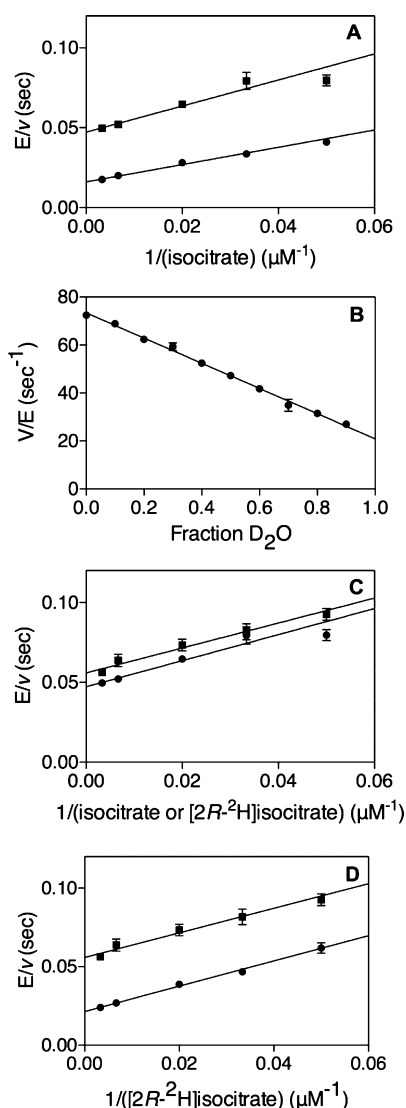 A
0.10
0.05
0.00
E/v (sec)
0.00 0.02 0.04 0.06
1/(isocitrate) (µM⁻¹)
B
80
60
40
20
0
V/E (sec⁻¹)
0.0 0.2 0.4 0.6 0.8 1.0
Fraction D₂O
C
0.10
0.05
0.00
E/v (sec)
0.00 0.02 0.04 0.06
1/(isocitrate or [2R-²H]isocitrate) (µM⁻¹)
D
0.10
0.05
0.00
E/v (sec)
0.00 0.02 0.04 0.06
1/([2R-²H]isocitrate) (µM⁻¹)